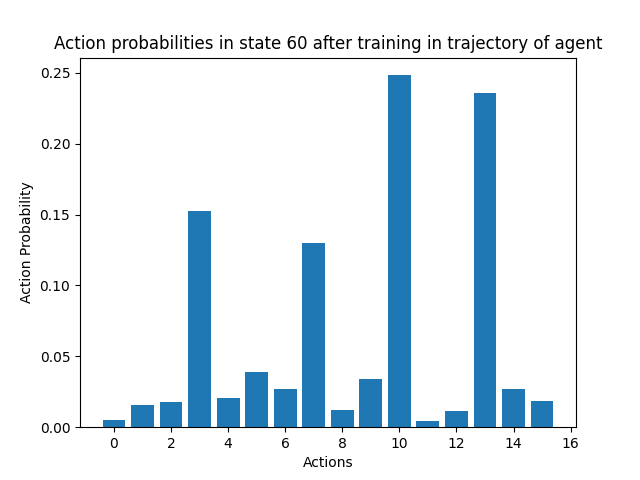 Action probabilities in state 60 after training in trajectory of agent
0.25
0.20
0.15
0.10
0.05
0.00
Action Probability
0 2 4 6 8 10 12 14 16
Actions